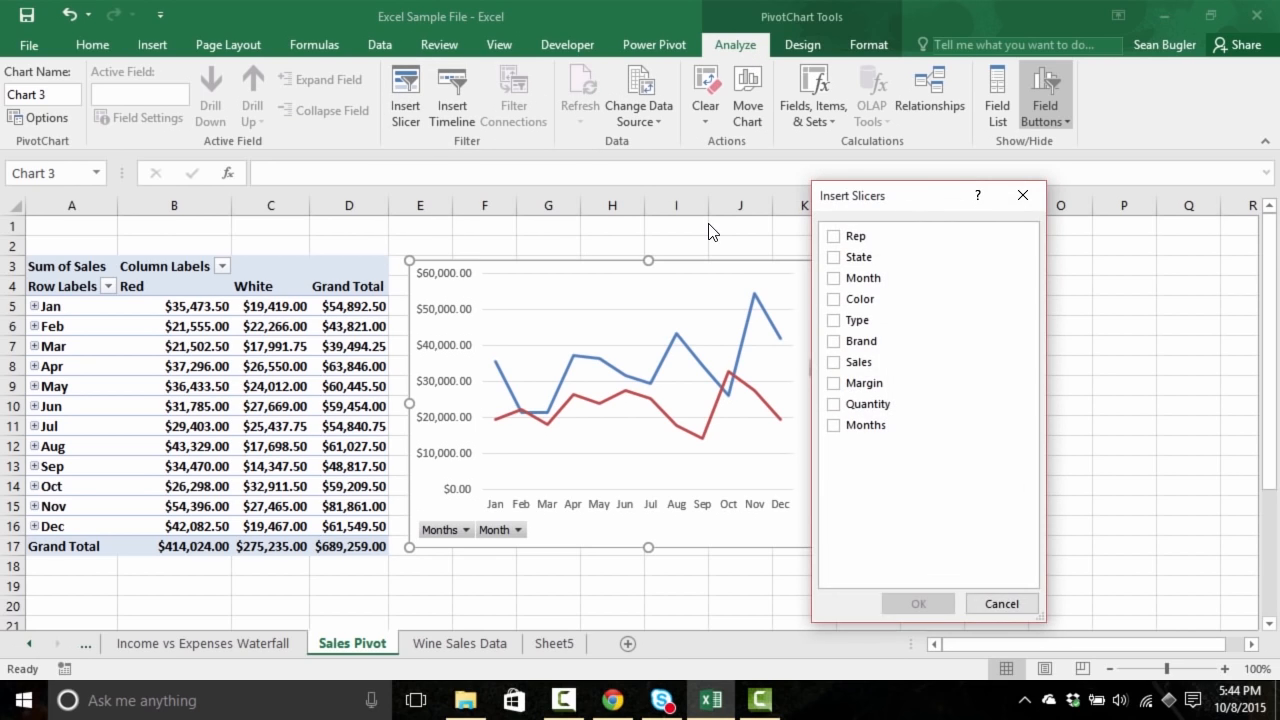 Excel Sample File - Excel
PivotChart Tools
File Home Insert Page Layout Formulas Data Review View Developer Power Pivot Analyze Design Format Tell me what you want to do... Sean Bugler Share
Chart Name:
Chart 3
Options
PivotChart
Active Field:
Field Settings
Drill Down
Drill Up
Expand Field
Collapse Field
Active Field
Insert Slicer
Insert Timeline
Filter Connections
Filter
Refresh
Change Data Source
Data
Clear
Move Chart
Actions
Fields, Items, & Sets
OLAP Tools
Relationships
Calculations
Field List
Field Buttons
Show/Hide
Chart 3
fx
A B C D E F G H I J K O P Q R
1
2
3 Sum of Sales Column Labels
4 Row Labels Red White Grand Total
5 Jan $35,473.50 $19,419.00 $54,892.50
6 Feb $21,555.00 $22,266.00 $43,821.00
7 Mar $21,502.50 $17,991.75 $39,494.25
8 Apr $37,296.00 $26,550.00 $63,846.00
9 May $36,433.50 $24,012.00 $60,445.50
10 Jun $31,785.00 $27,669.00 $59,454.00
11 Jul $29,403.00 $25,437.75 $54,840.75
12 Aug $43,329.00 $17,698.50 $61,027.50
13 Sep $34,470.00 $14,347.50 $48,817.50
14 Oct $26,298.00 $32,911.50 $59,209.50
15 Nov $54,396.00 $27,465.00 $81,861.00
16 Dec $42,082.50 $19,467.00 $61,549.50
17 Grand Total $414,024.00 $275,235.00 $689,259.00
18
19
20
21
$60,000.00
$50,000.00
$40,000.00
$30,000.00
$20,000.00
$10,000.00
$0.00
Jan Feb Mar Apr May Jun Jul Aug Sep Oct Nov Dec
Months Month
Insert Slicers
?
Rep
State
Month
Color
Type
Brand
Sales
Margin
Quantity
Months
OK Cancel
... Income vs Expenses Waterfall Sales Pivot Wine Sales Data Sheet5
Ready
100%
Ask me anything
5:44 PM
10/8/2015